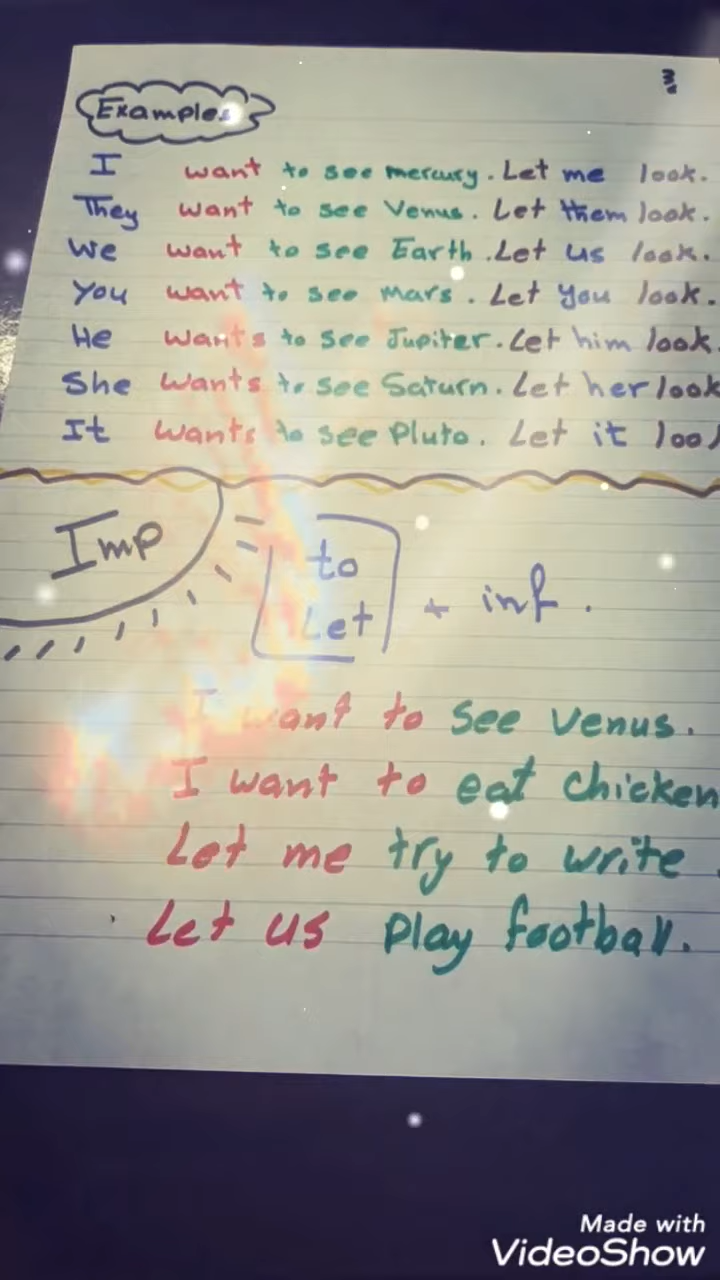 3
Examples
I want to see mercury. Let me look.
They want to see Venus. Let them look.
We want to see Earth. Let us look.
You want to see Mars. Let you look.
He wants to see Jupiter. Let him look
She wants to see Saturn. Let her look
It wants to see Pluto. Let it loo
Imp
to
Let
+ inf.
I want to see Venus.
I want to eat chicken
Let me try to write.
Let us play football.
Made with
VideoShow